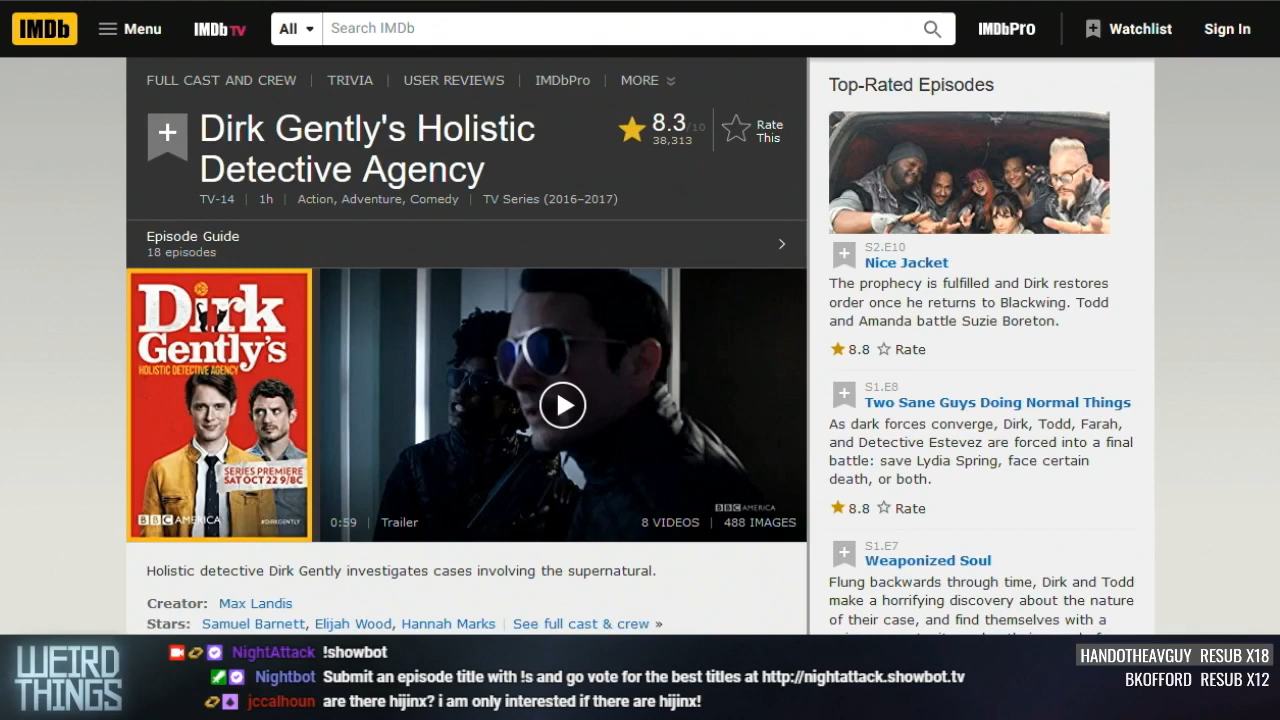 IMDb
Menu
IMDb TV
All
Search IMDb
IMDbPro
Watchlist
Sign In
FULL CAST AND CREW | TRIVIA | USER REVIEWS | IMDbPro | MORE
Dirk Gently's Holistic
Detective Agency
8.3/10
38,313
Rate
This
TV-14 | 1h | Action, Adventure, Comedy | TV Series (2016–2017)
Episode Guide
18 episodes
Dirk
Gently's
HOLISTIC DETECTIVE AGENCY
SERIES PREMIERE
SAT OCT 22 9/8C
BBC AMERICA
#DIRKGENTLY
BBC AMERICA
0:59 | Trailer
8 VIDEOS | 488 IMAGES
Holistic detective Dirk Gently investigates cases involving the supernatural.
Creator: Max Landis
Stars: Samuel Barnett, Elijah Wood, Hannah Marks | See full cast & crew »
Top-Rated Episodes
S2.E10
Nice Jacket
The prophecy is fulfilled and Dirk restores
order once he returns to Blackwing. Todd
and Amanda battle Suzie Boreton.
8.8 Rate
S1.E8
Two Sane Guys Doing Normal Things
As dark forces converge, Dirk, Todd, Farah,
and Detective Estevez are forced into a final
battle: save Lydia Spring, face certain
death, or both.
8.8 Rate
S1.E7
Weaponized Soul
Flung backwards through time, Dirk and Todd
make a horrifying discovery about the nature
of their case, and find themselves with a
WEIRD
THINGS
NightAttack !showbot
Nightbot Submit an episode title with !s and go vote for the best titles at http://nightattack.showbot.tv
jccalhoun are there hijinx? i am only interested if there are hijinx!
HANDOTHEAVGUY RESUB X18
BKOFFORD RESUB X12